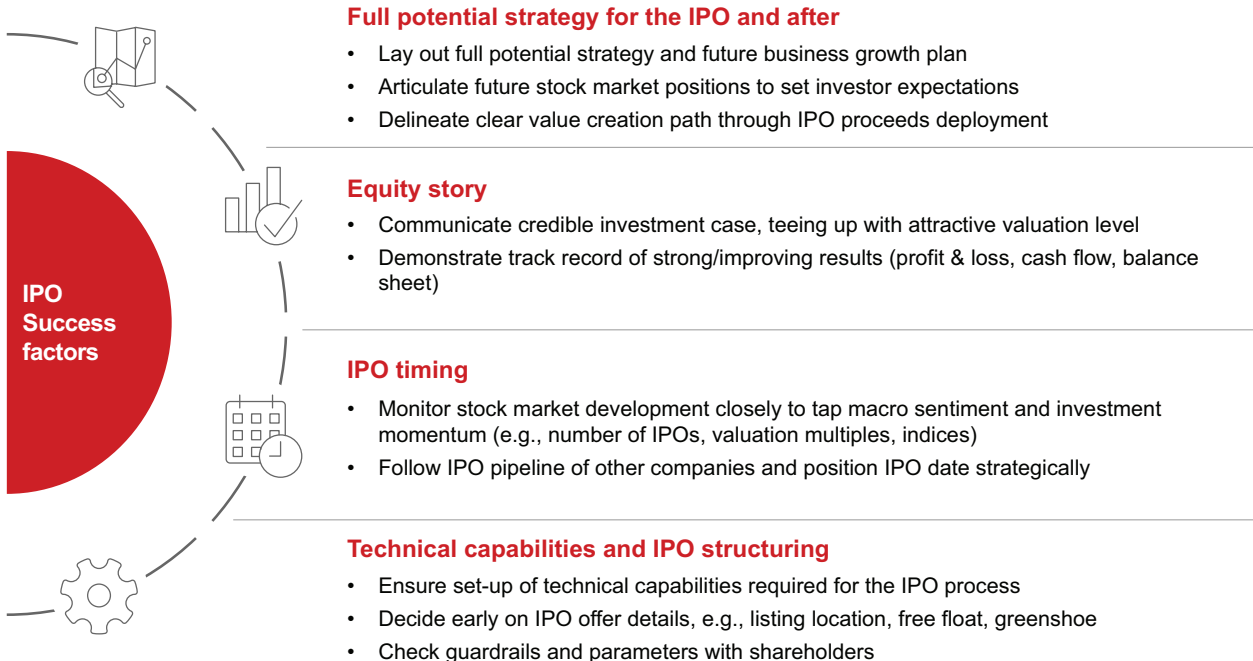 Full potential strategy for the IPO and after
• Lay out full potential strategy and future business growth plan
• Articulate future stock market positions to set investor expectations
• Delineate clear value creation path through IPO proceeds deployment
Equity story
• Communicate credible investment case, teeing up with attractive valuation level
• Demonstrate track record of strong/improving results (profit & loss, cash flow, balance
sheet)
IPO
Success
factors
IPO timing
• Monitor stock market development closely to tap macro sentiment and investment
momentum (e.g., number of IPOs, valuation multiples, indices)
• Follow IPO pipeline of other companies and position IPO date strategically
Technical capabilities and IPO structuring
• Ensure set-up of technical capabilities required for the IPO process
• Decide early on IPO offer details, e.g., listing location, free float, greenshoe
• Check guardrails and parameters with shareholders